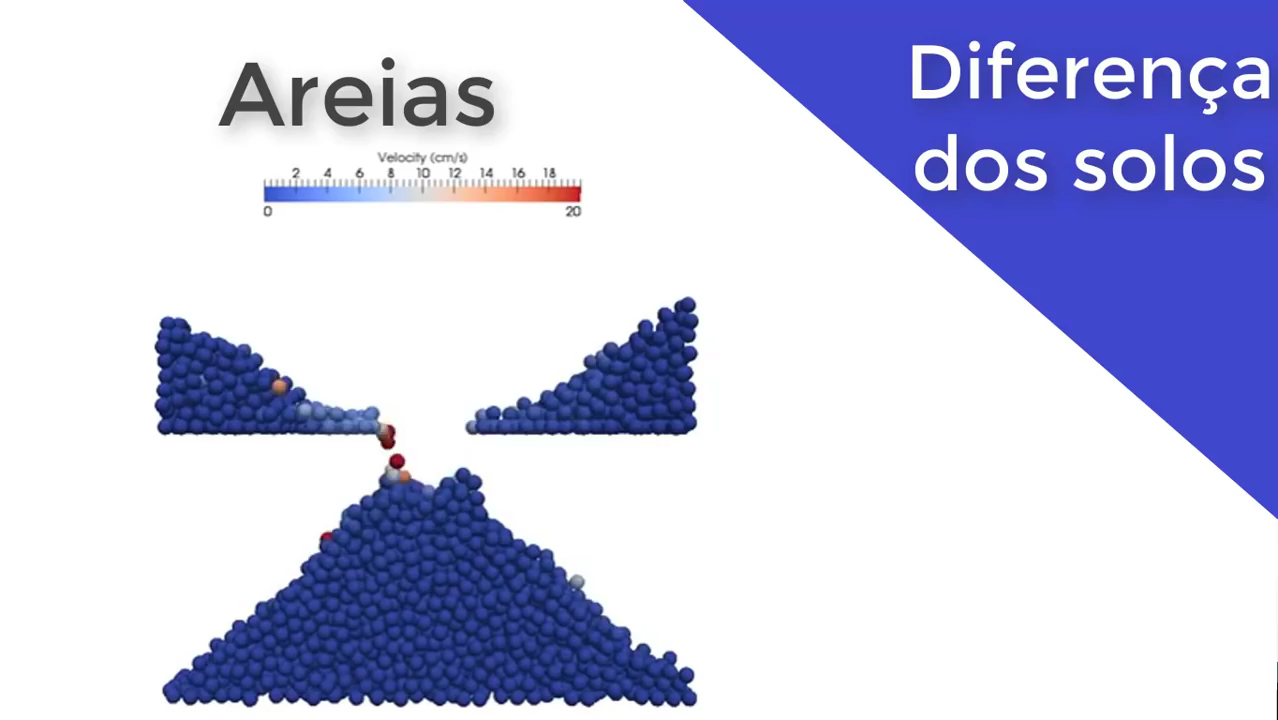 Areias
Diferença
dos solos
Velocity (cm/s)
2 4 6 8 10 12 14 16 18
0 20